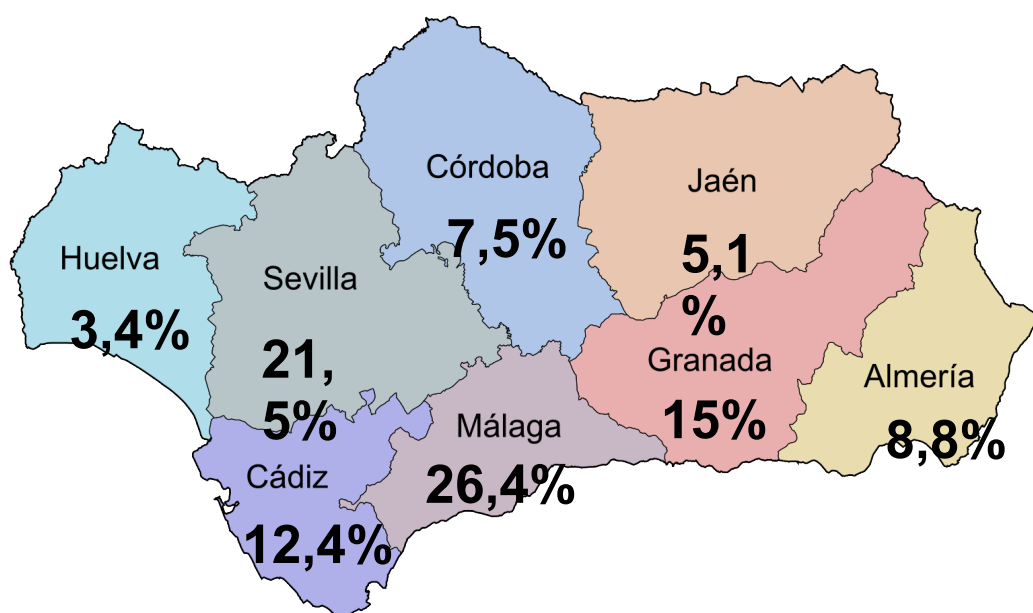 Córdoba
7,5%
Jaén
5,1
%
Huelva
3,4%
Sevilla
21,
5%
Granada
15%
Almería
8,8%
Málaga
26,4%
Cádiz
12,4%